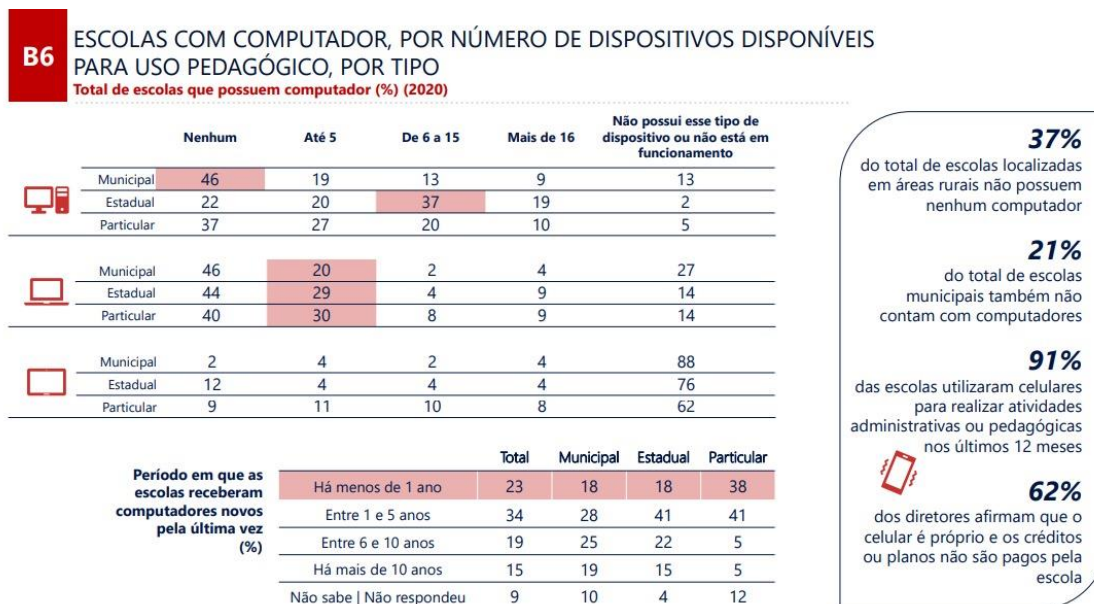 B6
ESCOLAS COM COMPUTADOR, POR NÚMERO DE DISPOSITIVOS DISPONÍVEIS
PARA USO PEDAGÓGICO, POR TIPO
Total de escolas que possuem computador (%) (2020)
Nenhum Até 5 De 6 a 15 Mais de 16 Não possui esse tipo de
dispositivo ou não está em
funcionamento
Municipal 46 19 13 9 13
Estadual 22 20 37 19 2
Particular 37 27 20 10 5
Municipal 46 20 2 4 27
Estadual 44 29 4 9 14
Particular 40 30 8 9 14
Municipal 2 4 2 4 88
Estadual 12 4 4 4 76
Particular 9 11 10 8 62
Período em que as
escolas receberam
computadores novos
pela última vez
(%)
Total Municipal Estadual Particular
Há menos de 1 ano 23 18 18 38
Entre 1 e 5 anos 34 28 41 41
Entre 6 e 10 anos 19 25 22 5
Há mais de 10 anos 15 19 15 5
Não sabe | Não respondeu 9 10 4 12
37%
do total de escolas localizadas
em áreas rurais não possuem
nenhum computador
21%
do total de escolas
municipais também não
contam com computadores
91%
das escolas utilizaram celulares
para realizar atividades
administrativas ou pedagógicas
nos últimos 12 meses
62%
dos diretores afirmam que o
celular é próprio e os créditos
ou planos não são pagos pela
escola